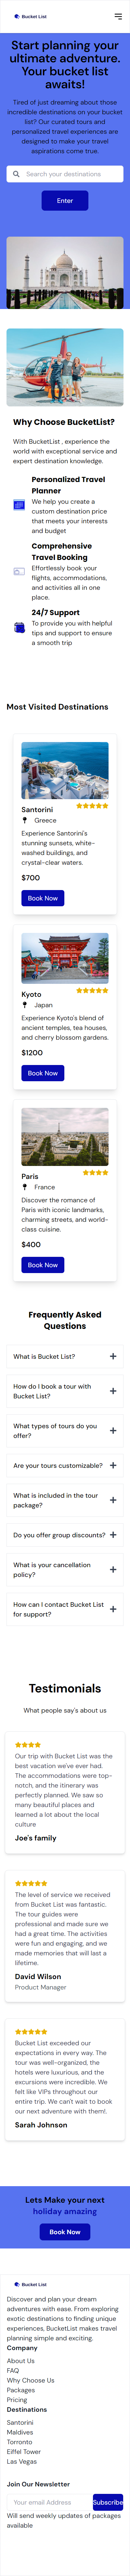 Bucket List
Start planning your
ultimate adventure.
Your bucket list
awaits!
Tired of just dreaming about those
incredible destinations on your bucket
list? Our curated tours and
personalized travel experiences are
designed to make your travel
aspirations come true.
Search your destinations
Enter
Why Choose BucketList?
With BucketList , experience the
world with exceptional service and
expert destination knowledge.
Personalized Travel
Planner
We help you create a
custom destination price
that meets your interests
and budget
Comprehensive
Travel Booking
Effortlessly book your
flights, accommodations,
and activities all in one
place.
24/7 Support
To provide you with helpful
tips and support to ensure
a smooth trip
Most Visited Destinations
Santorini
Greece
Experience Santorini's
stunning sunsets, white-
washed buildings, and
crystal-clear waters.
$700
Book Now
Kyoto
Japan
Experience Kyoto's blend of
ancient temples, tea houses,
and cherry blossom gardens.
$1200
Book Now
Paris
France
Discover the romance of
Paris with iconic landmarks,
charming streets, and world-
class cuisine.
$400
Book Now
Frequently Asked
Questions
What is Bucket List?
How do I book a tour with
Bucket List?
What types of tours do you
offer?
Are your tours customizable?
What is included in the tour
package?
Do you offer group discounts?
What is your cancellation
policy?
How can I contact Bucket List
for support?
Testimonials
What people say's about us
Our trip with Bucket List was the
best vacation we've ever had.
The accommodations were top-
notch, and the itinerary was
perfectly planned. We saw so
many beautiful places and
learned a lot about the local
culture
Joe's family
The level of service we received
from Bucket List was fantastic.
The tour guides were
professional and made sure we
had a great time. The activities
were fun and engaging, and we
made memories that will last a
lifetime.
David Wilson
Product Manager
Bucket List exceeded our
expectations in every way. The
tour was well-organized, the
hotels were luxurious, and the
excursions were incredible. We
felt like VIPs throughout our
entire trip. We can't wait to book
our next adventure with them!.
Sarah Johnson
Lets Make your next
holiday amazing
Book Now
Bucket List
Discover and plan your dream
adventures with ease. From exploring
exotic destinations to finding unique
experiences, BucketList makes travel
planning simple and exciting.
Company
About Us
FAQ
Why Choose Us
Packages
Pricing
Destinations
Santorini
Maldives
Toronto
Eiffel Tower
Las Vegas
Join Our Newsletter
Your email Address
Subscribe
Will send weekly updates of packages
available